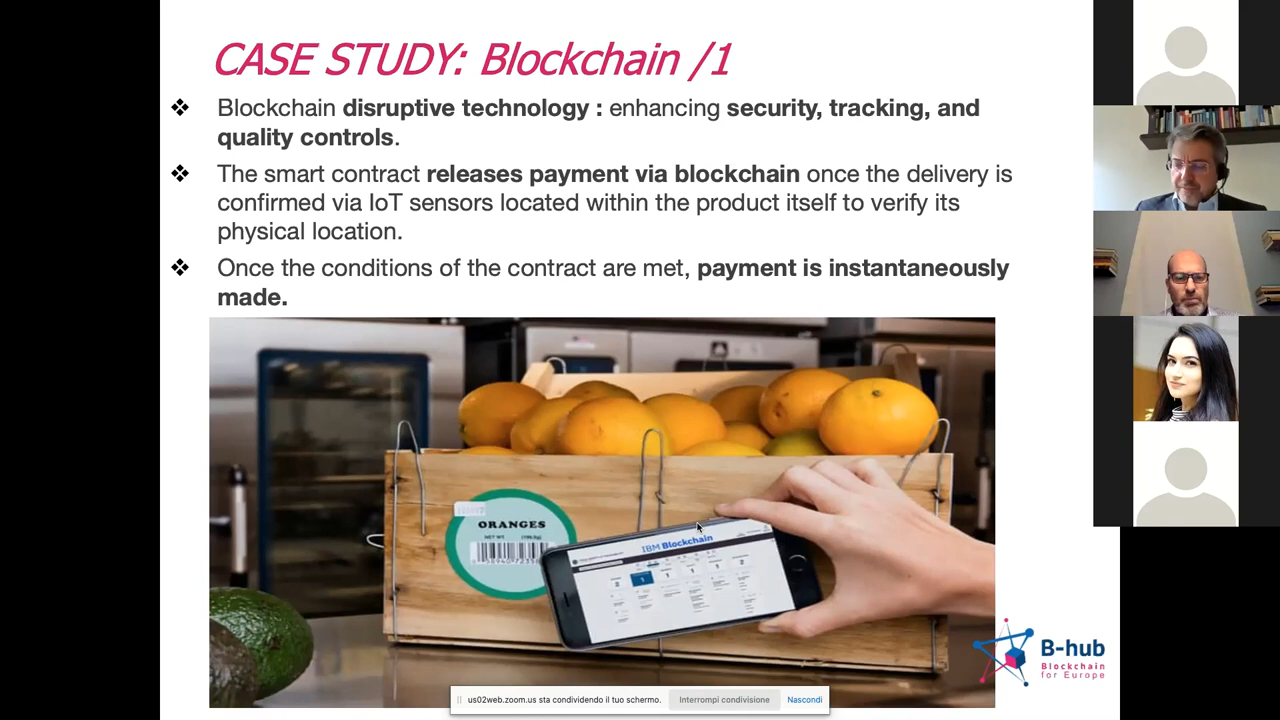 CASE STUDY: Blockchain /1
❖ Blockchain disruptive technology : enhancing security, tracking, and
quality controls.
❖ The smart contract releases payment via blockchain once the delivery is
confirmed via IoT sensors located within the product itself to verify its
physical location.
❖ Once the conditions of the contract are met, payment is instantaneously
made.
ORANGES
NET WT
IBM Blockchain
B-hub
Blockchain
for Europe
us02web.zoom.us sta condividendo il tuo schermo. Interrompi condivisione Nascondi